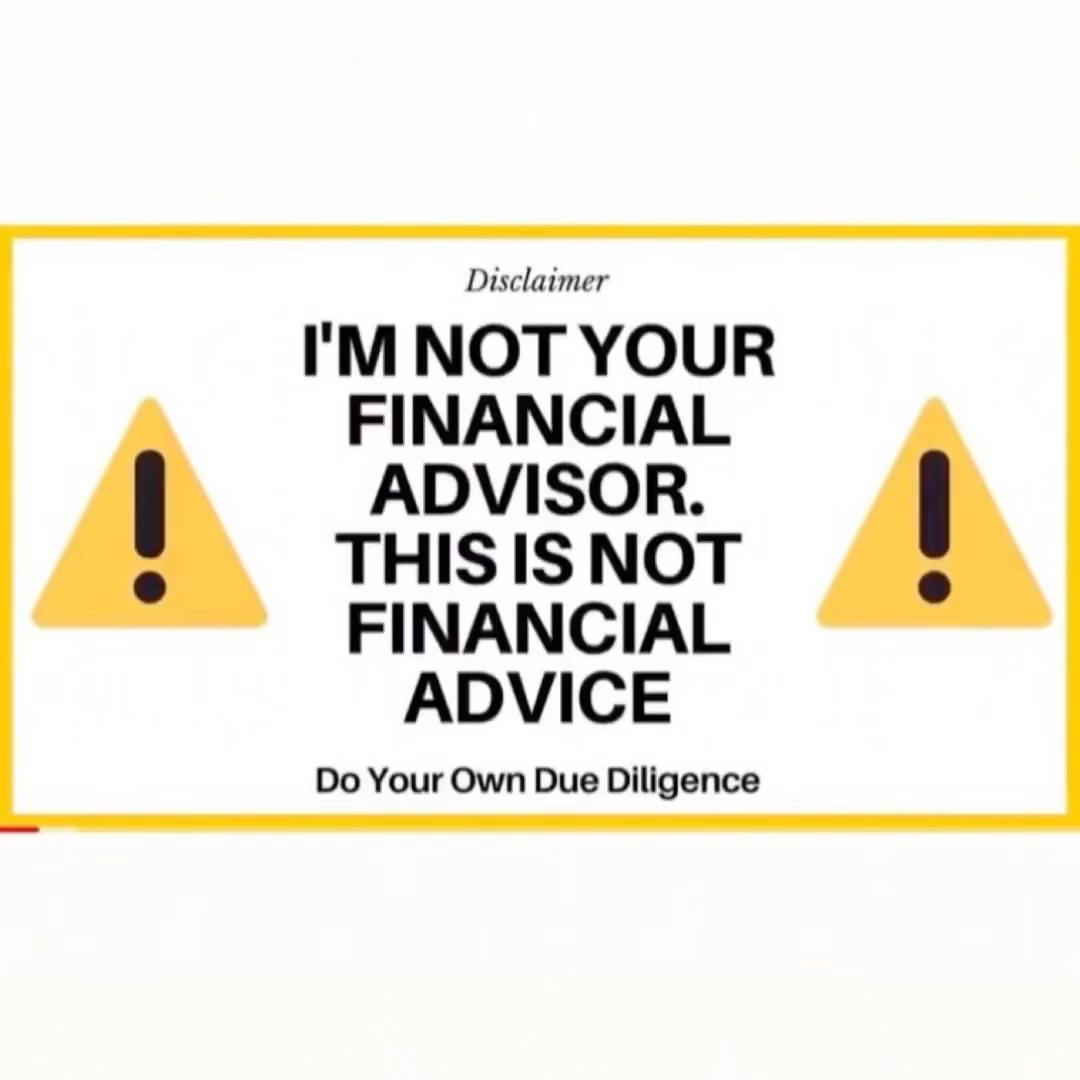 Disclaimer
I'M NOT YOUR
FINANCIAL
ADVISOR.
THIS IS NOT
FINANCIAL
ADVICE
Do Your Own Due Diligence